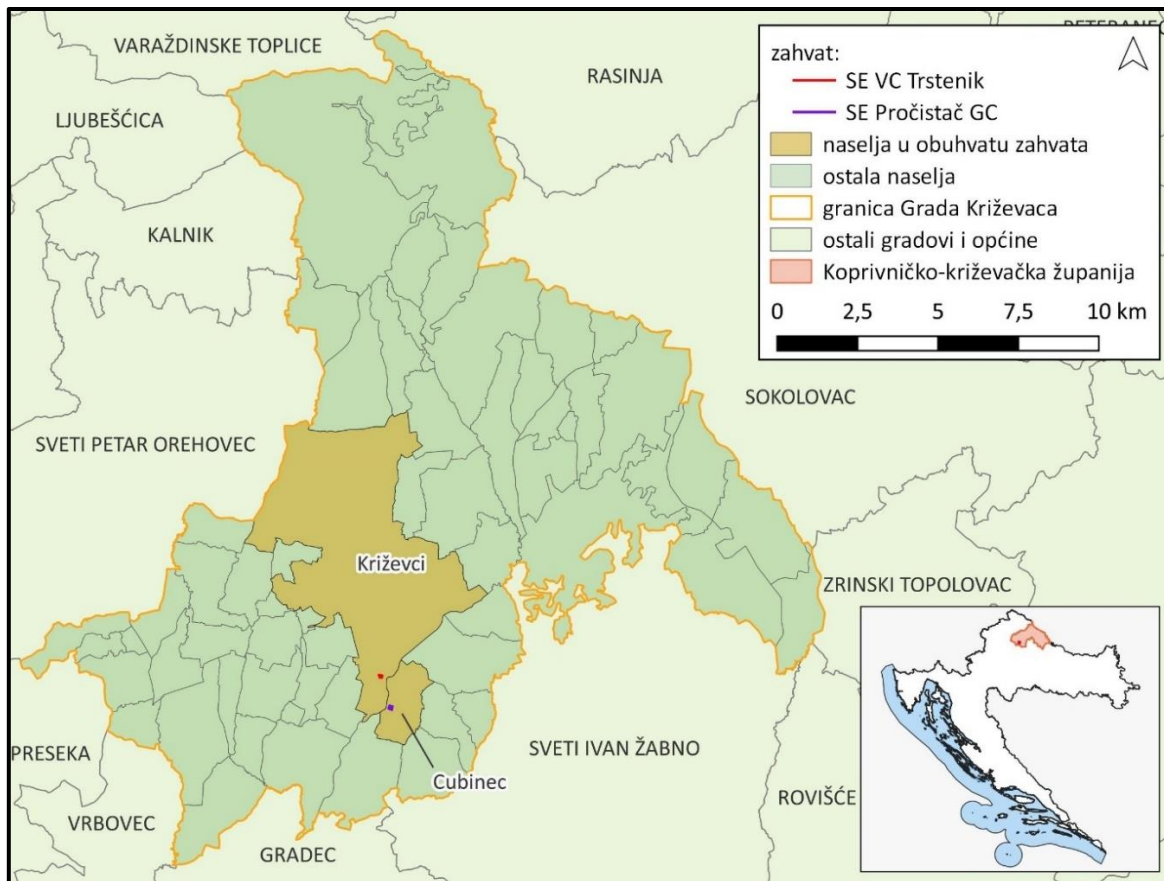 VARAŽDINSKE TOPLICE
RASINJA
LJUBEŠĆICA
KALNIK
SVETI PETAR OREHOVEC
SOKOLOVAC
Križevci
ZRINSKI TOPOLOVAC
PRESEKA
SVETI IVAN ŽABNO
Cubinec
ROVIŠĆE
VRBOVEC
GRADEC
zahvat:
SE VC Trstenik
SE Pročistač GC
naselja u obuhvatu zahvata
ostala naselja
granica Grada Križevaca
ostali gradovi i općine
Koprivničko-križevačka županija
0 2,5 5 7,5 10 km